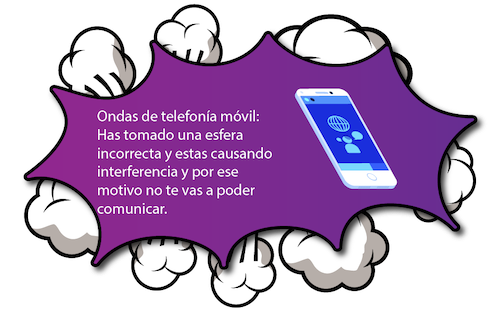 Ondas de telefonía móvil:
Has tomado una esfera
incorrecta y estas causando
interferencia y por ese
motivo no te vas a poder
comunicar.